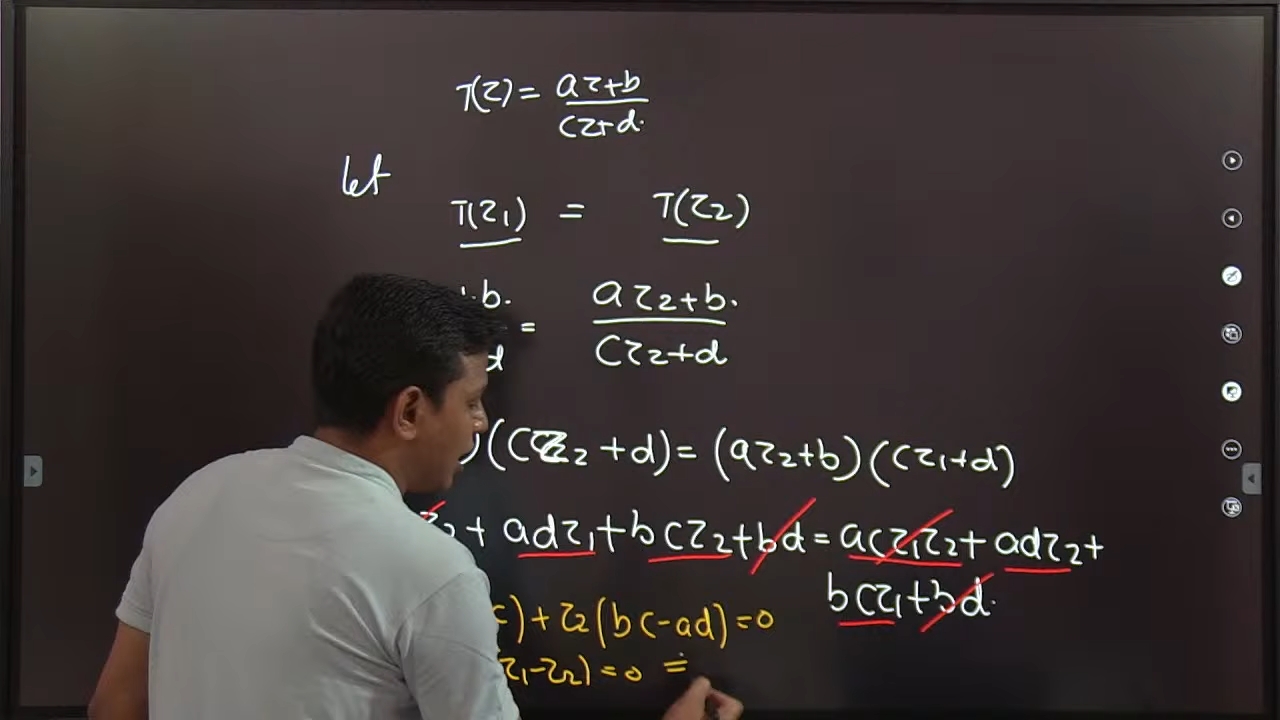 T(z) = az+b
cz+d.
let
T(z1) = T(z2)
b. = az2+b.
d cz2+d
)(cz2 + d) = (az2+b)(cz1+d)
z2 + adz1 + bcz2 + bd = acz1z2 + adz2 +
bcz1 + bd.
c) + z2(bc-ad) = 0
z1-z2) = 0 =